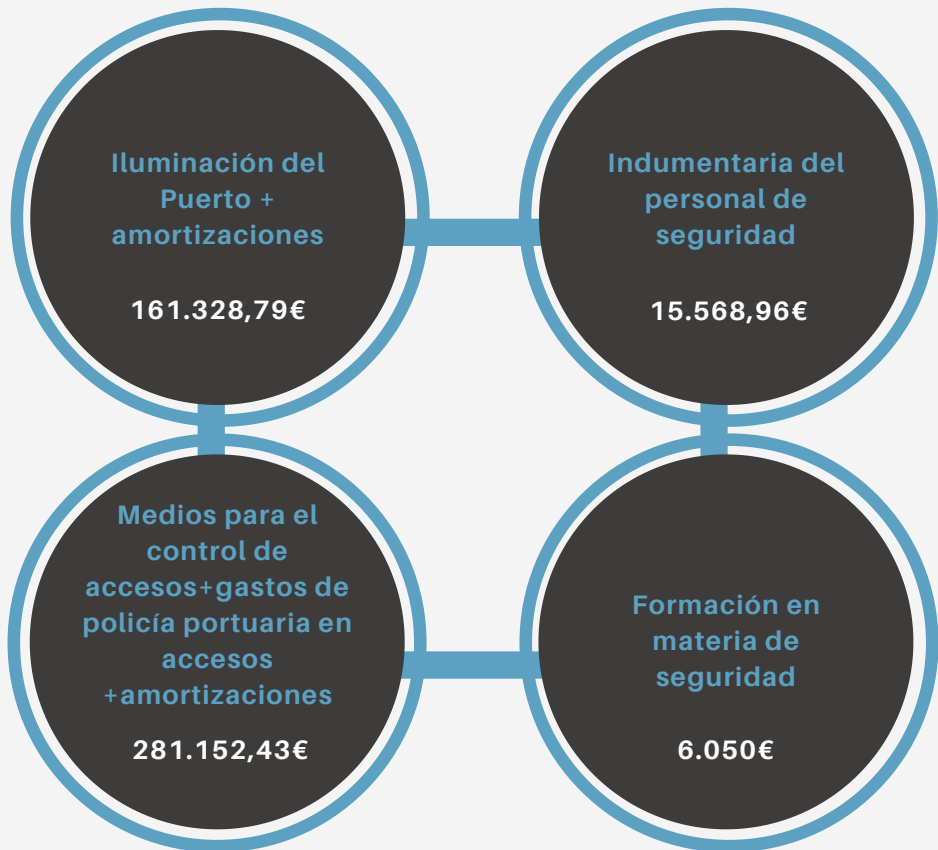 Iluminación del
Puerto +
amortizaciones
161.328,79€
Indumentaria del
personal de
seguridad
15.568,96€
Medios para el
control de
accesos+gastos de
policía portuaria en
accesos
+amortizaciones
281.152,43€
Formación en
materia de
seguridad
6.050€